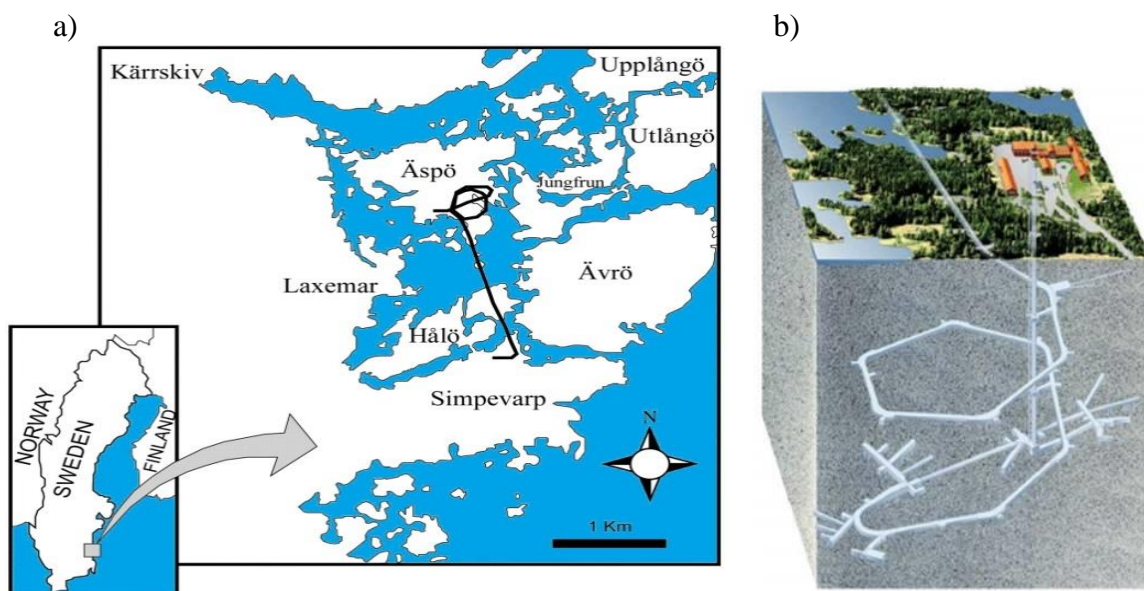 a)
b)
Kärrskiv
Upplångö
Utlångö
Äspö
Jungfrun
Ävrö
Laxemar
Hålö
Simpevarp
N
1 Km
NORWAY
SWEDEN
FINLAND